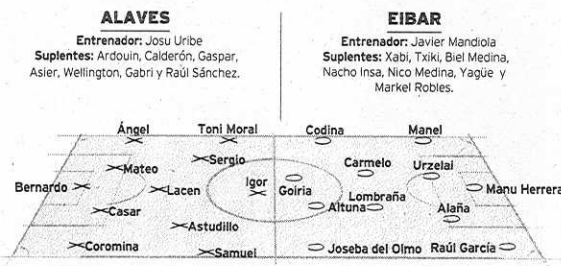 ALAVES
Entrenador: Josu Uribe
Suplentes: Ardouin, Calderón, Gaspar,
Asier, Wellington, Gabri y Raúl Sánchez.
EIBAR
Entrenador: Javier Mandiola
Suplentes: Xabi, Txiki, Biel Medina,
Nacho Insa, Nico Medina, Yagüe y
Markel Robles.
Ángel Toni Moral Codina Manel
Sergio
Mateo Carmelo Urzelai
Bernardo Lacen Igor Goiria Manu Herrera
Casar Altuna Lombraña Alaña
Astudillo
Coromina Samuel Joseba del Olmo Raúl García